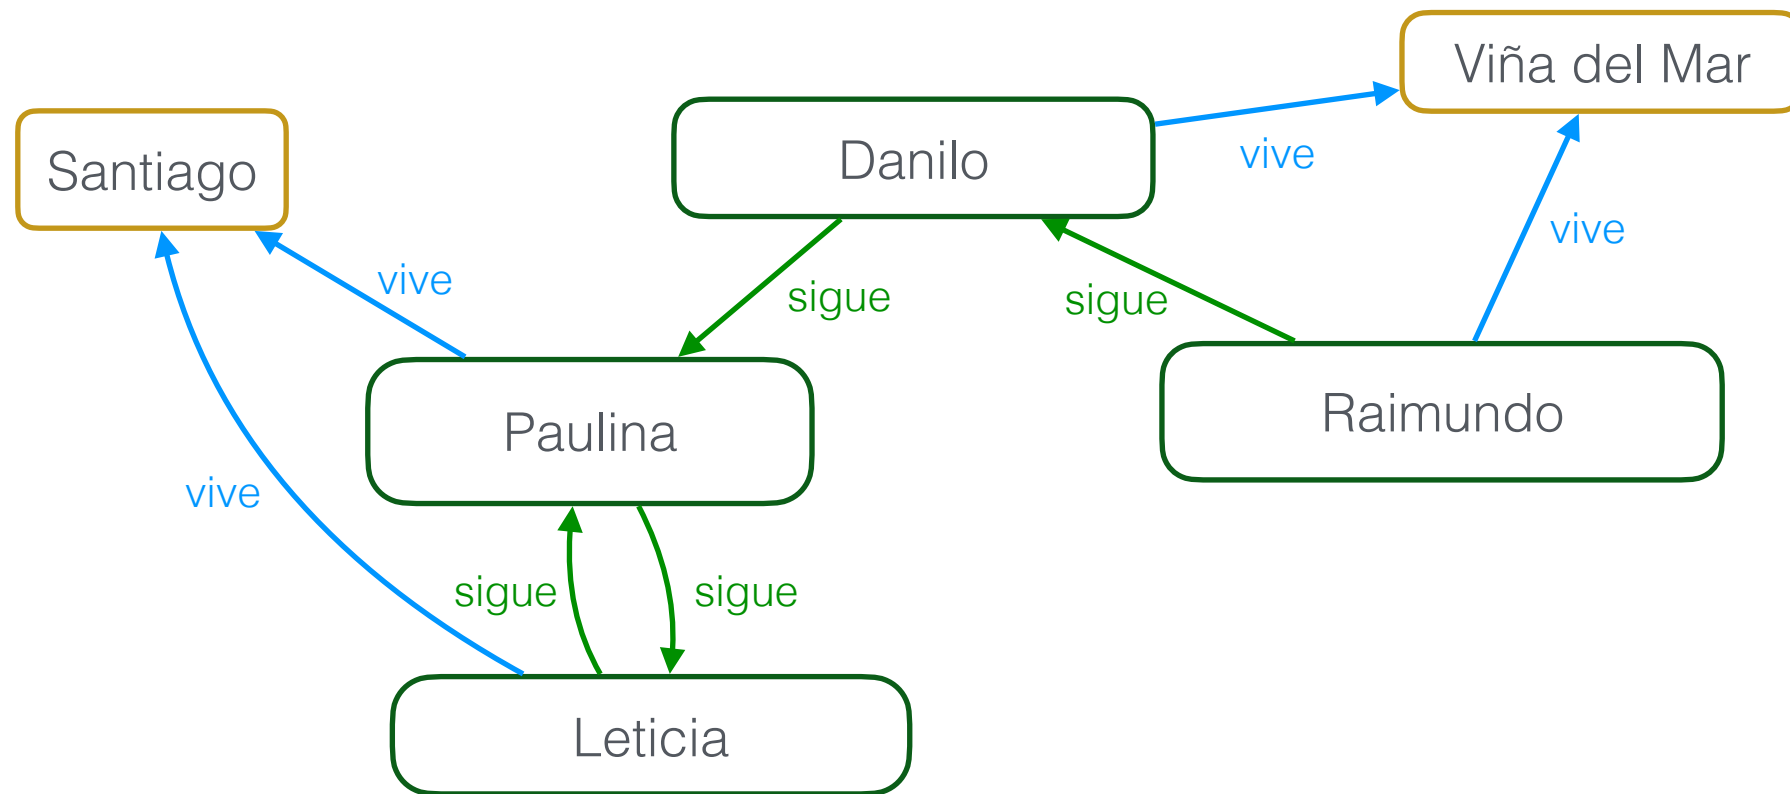 Viña del Mar
Santiago
Danilo
vive
vive
vive
sigue
sigue
Paulina
Raimundo
vive
sigue
sigue
Leticia